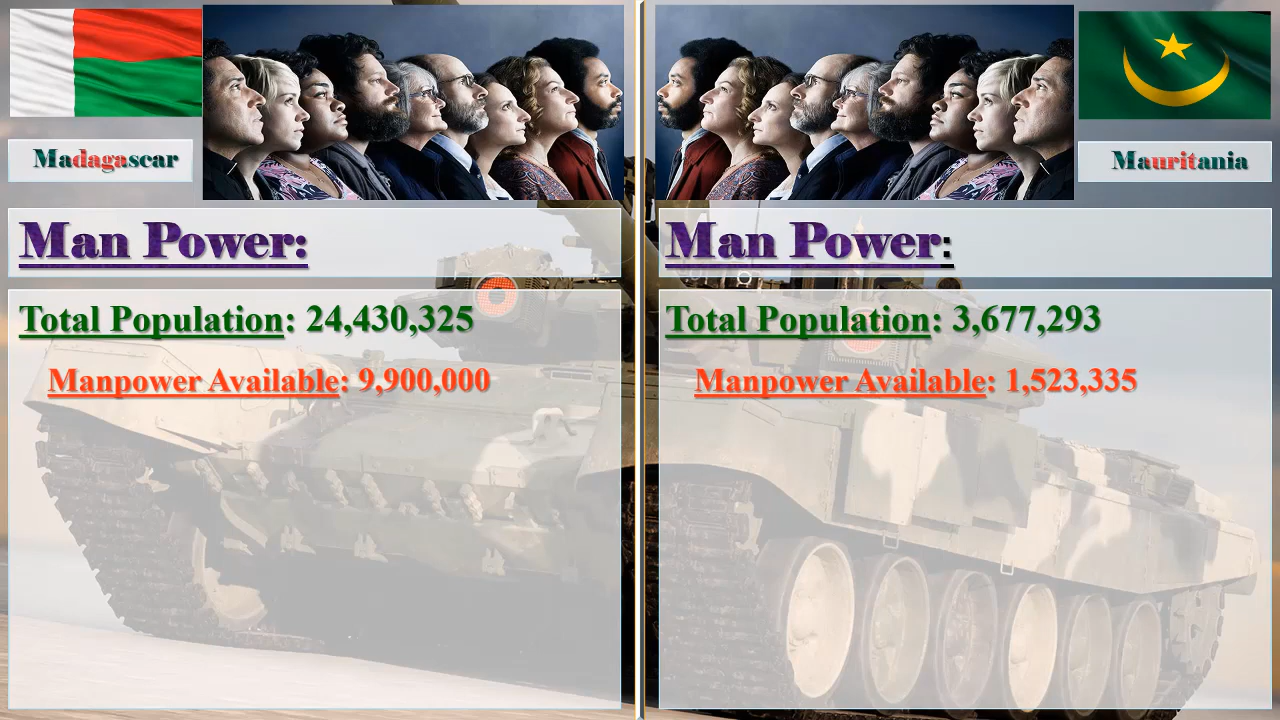 Madagascar
Mauritania
Man Power:
Total Population: 24,430,325
Manpower Available: 9,900,000
Man Power:
Total Population: 3,677,293
Manpower Available: 1,523,335